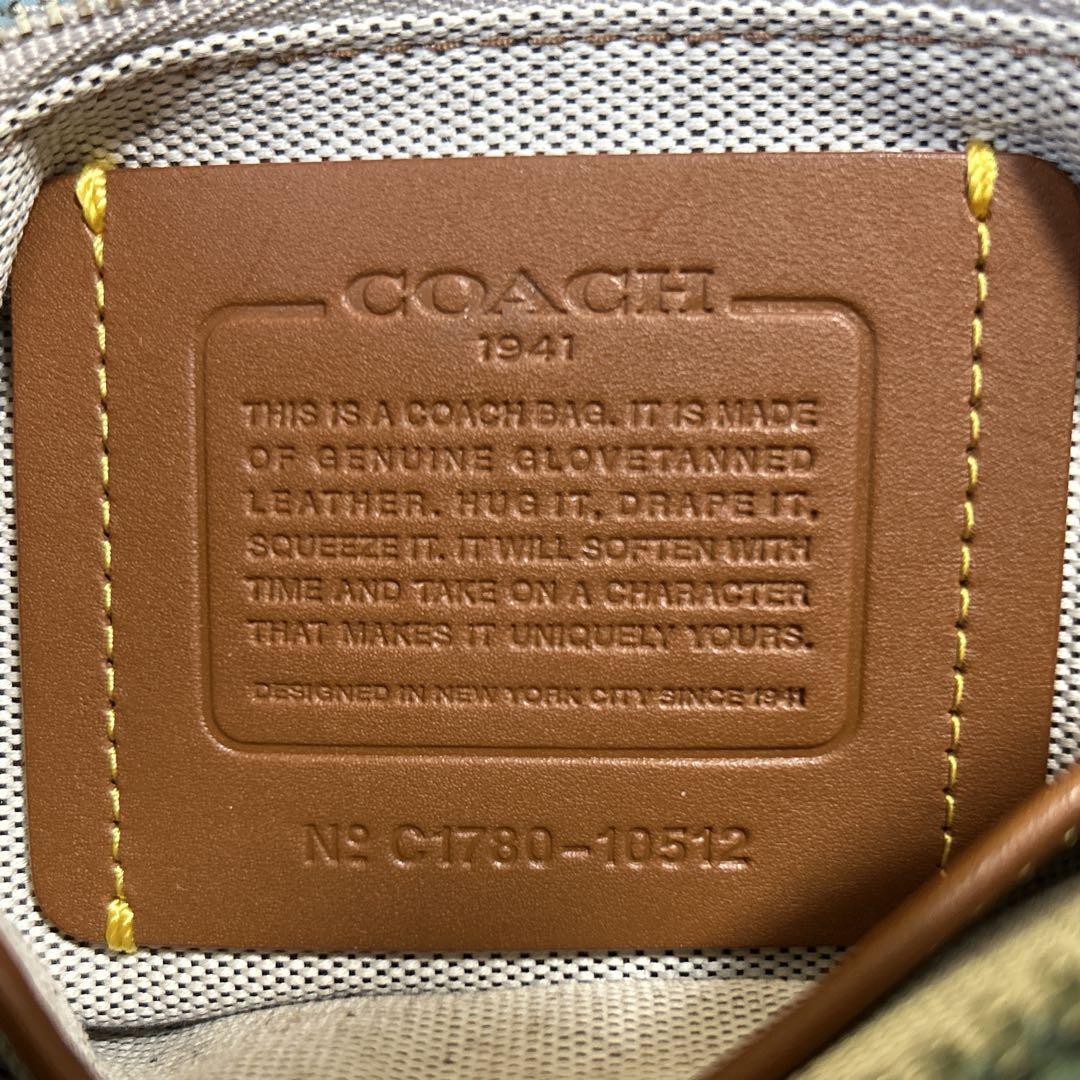 COACH
1941
THIS IS A COACH BAG. IT IS MADE
OF GENUINE GLOVETANNED
LEATHER. HUG IT, DRAPE IT,
SQUEEZE IT. IT WILL SOFTEN WITH
TIME AND TAKE ON A CHARACTER
THAT MAKES IT UNIQUELY YOURS.
DESIGNED IN NEW YORK CITY SINCE 1941
Nº C1780-10512